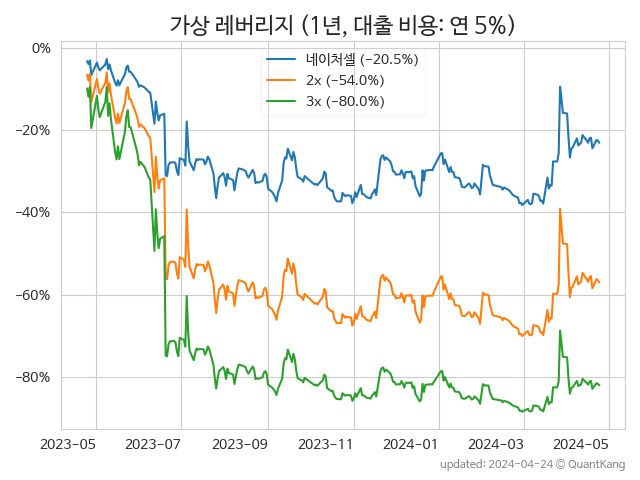 가상 레버리지 (1년, 대출 비용: 연 5%)
네이처셀 (−20.5%)
2x (−54.0%)
3x (−80.0%)
0%
−20%
−40%
−60%
−80%
2023−05 2023−07 2023−09 2023−11 2024−01 2024−03 2024−05
updated: 2024−04−24 © QuantKang